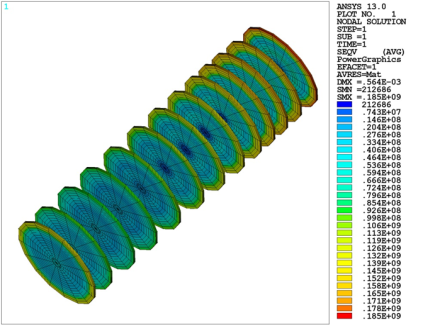 1
ANSYS 13.0
PLOT NO. 1
NODAL SOLUTION
STEP=1
SUB =1
TIME=1
SEQV (AVG)
PowerGraphics
EFACET=1
AVRES=Mat
DMX =.564E-03
SMN =212686
SMX =.185E+09
212686
.743E+07
.146E+08
.204E+08
.276E+08
.334E+08
.406E+08
.464E+08
.536E+08
.594E+08
.666E+08
.724E+08
.796E+08
.854E+08
.926E+08
.998E+08
.106E+09
.113E+09
.119E+09
.126E+09
.132E+09
.139E+09
.145E+09
.152E+09
.158E+09
.165E+09
.171E+09
.178E+09
.185E+09